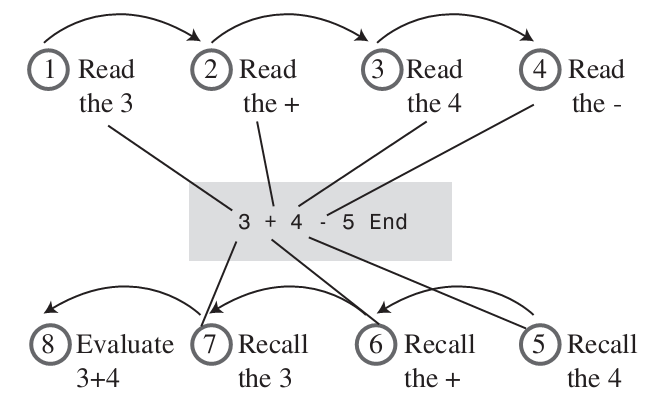 1 Read 2 Read 3 Read 4 Read
the 3 the + the 4 the -
3 + 4 - 5 End
8 Evaluate 7 Recall 6 Recall 5 Recall
3+4 the 3 the + the 4